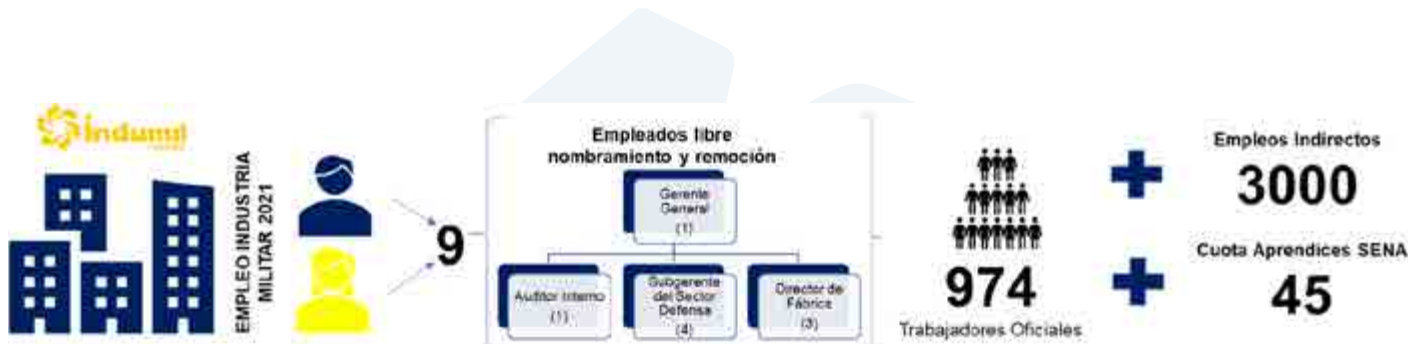 indumil
EMPLEO INDUSTRIA
MILITAR 2021
9
Empleados libre
nombramiento y remoción
Gerente
General
(1)
Auditor Interno
(1)
Subgerente
del Sector
Defensa
(4)
Director de
Fábrica
(3)
974
Trabajadores Oficiales
Empleos Indirectos
3000
Cuota Aprendices SENA
45